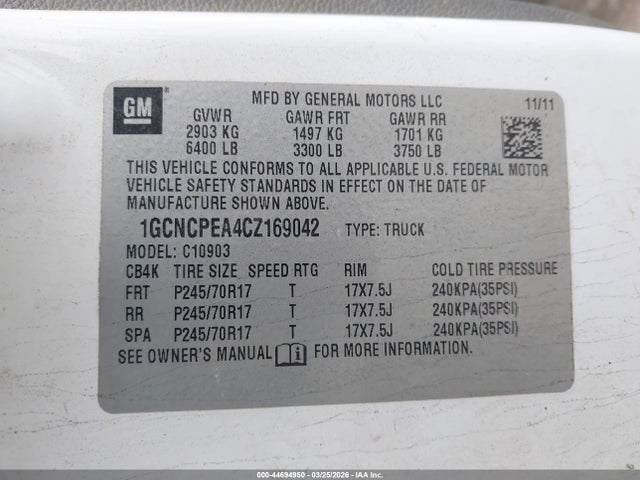 GM
MFD BY GENERAL MOTORS LLC 11/11
GVWR GAWR FRT GAWR RR
2903 KG 1497 KG 1701 KG
6400 LB 3300 LB 3750 LB
THIS VEHICLE CONFORMS TO ALL APPLICABLE U.S. FEDERAL MOTOR
VEHICLE SAFETY STANDARDS IN EFFECT ON THE DATE OF
MANUFACTURE SHOWN ABOVE.
1GCNCPEA4CZ169042 TYPE: TRUCK
MODEL: C10903
CB4K TIRE SIZE SPEED RTG RIM COLD TIRE PRESSURE
FRT P245/70R17 T 17X7.5J 240KPA(35PSI)
RR P245/70R17 T 17X7.5J 240KPA(35PSI)
SPA P245/70R17 T 17X7.5J 240KPA(35PSI)
SEE OWNER'S MANUAL FOR MORE INFORMATION.
000-44694950 - 03/25/2026 - IAA, Inc.